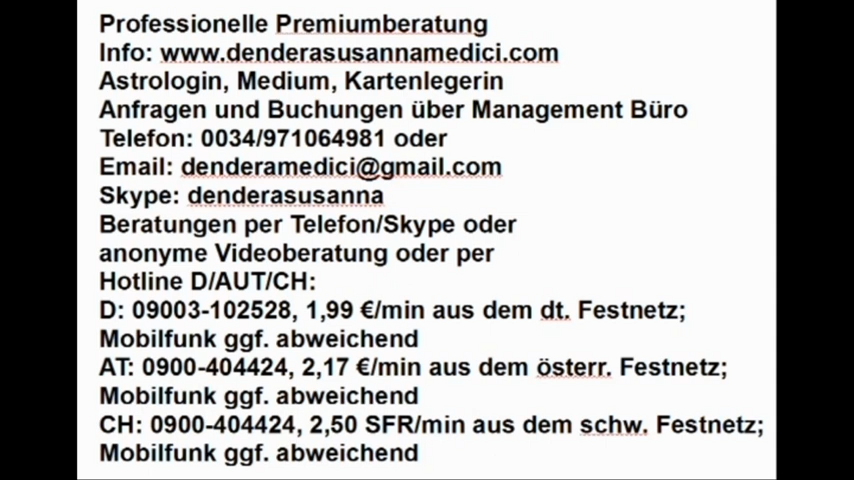 Professionelle Premiumberatung
Info: www.denderasusannamedici.com
Astrologin, Medium, Kartenlegerin
Anfragen und Buchungen über Management Büro
Telefon: 0034/971064981 oder
Email: denderamedici@gmail.com
Skype: denderasusanna
Beratungen per Telefon/Skype oder
anonyme Videoberatung oder per
Hotline D/AUT/CH:
D: 09003-102528, 1,99 €/min aus dem dt. Festnetz;
Mobilfunk ggf. abweichend
AT: 0900-404424, 2,17 €/min aus dem österr. Festnetz;
Mobilfunk ggf. abweichend
CH: 0900-404424, 2,50 SFR/min aus dem schw. Festnetz;
Mobilfunk ggf. abweichend